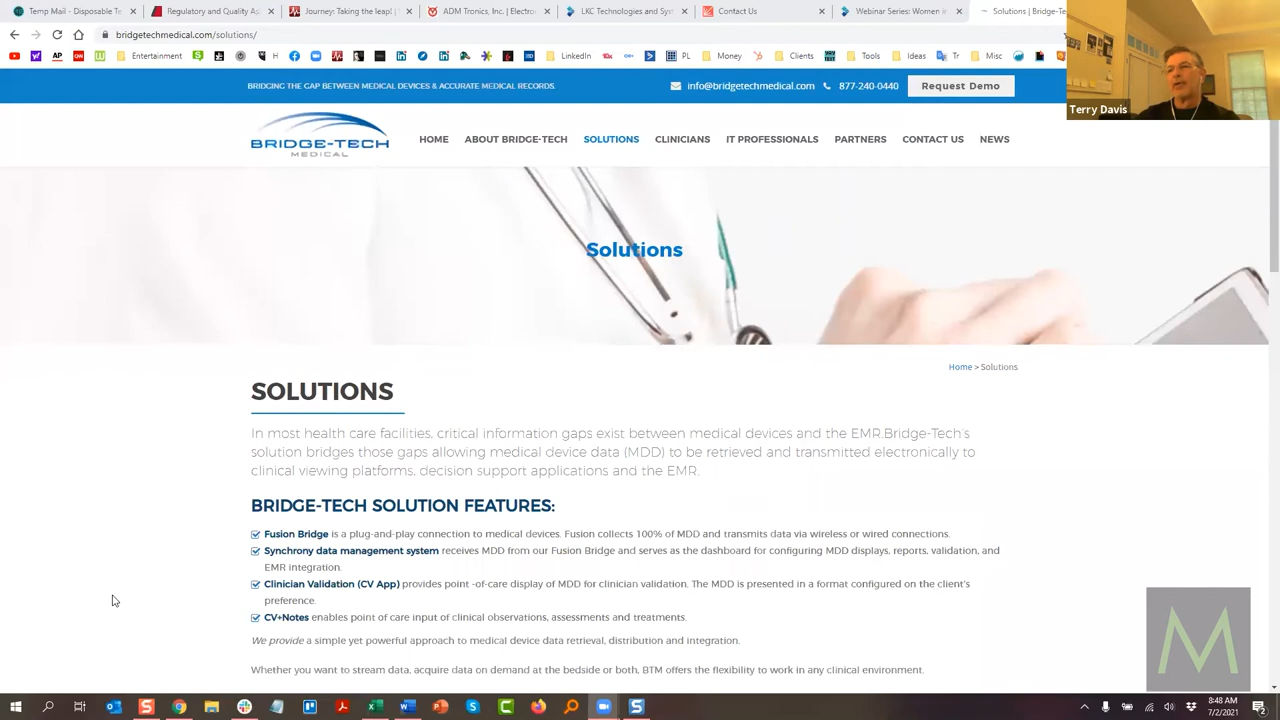 Temp Mail - Disposable Te
Regulatory and Quality As
Journey: Taking the leap! |
ADM Tronics, Inc. | Electro
LKC Technologies and Syst
Contact Us
Webinar Series: Women in
Solutions | Bridge-Te
bridgetechmedical.com/solutions/
Entertainment
LinkedIn
PL
Money
Clients
Tools
Ideas
Tr
Misc
Terry Davis
BRIDGING THE GAP BETWEEN MEDICAL DEVICES & ACCURATE MEDICAL RECORDS.
info@bridgetechmedical.com
877-240-0440
Request Demo
BRIDGE-TECH
MEDICAL
HOME
ABOUT BRIDGE-TECH
SOLUTIONS
CLINICIANS
IT PROFESSIONALS
PARTNERS
CONTACT US
NEWS
Solutions
Home > Solutions
SOLUTIONS
In most health care facilities, critical information gaps exist between medical devices and the EMR.Bridge-Tech's
solution bridges those gaps allowing medical device data (MDD) to be retrieved and transmitted electronically to
clinical viewing platforms, decision support applications and the EMR.
BRIDGE-TECH SOLUTION FEATURES:
Fusion Bridge is a plug-and-play connection to medical devices. Fusion collects 100% of MDD and transmits data via wireless or wired connections.
Synchrony data management system receives MDD from our Fusion Bridge and serves as the dashboard for configuring MDD displays, reports, validation, and
EMR integration.
Clinician Validation (CV App) provides point -of-care display of MDD for clinician validation. The MDD is presented in a format configured on the client's
preference.
CV+Notes enables point of care input of clinical observations, assessments and treatments.
We provide a simple yet powerful approach to medical device data retrieval, distribution and integration.
Whether you want to stream data, acquire data on demand at the bedside or both, BTM offers the flexibility to work in any clinical environment.
M
8:48 AM
7/2/2021